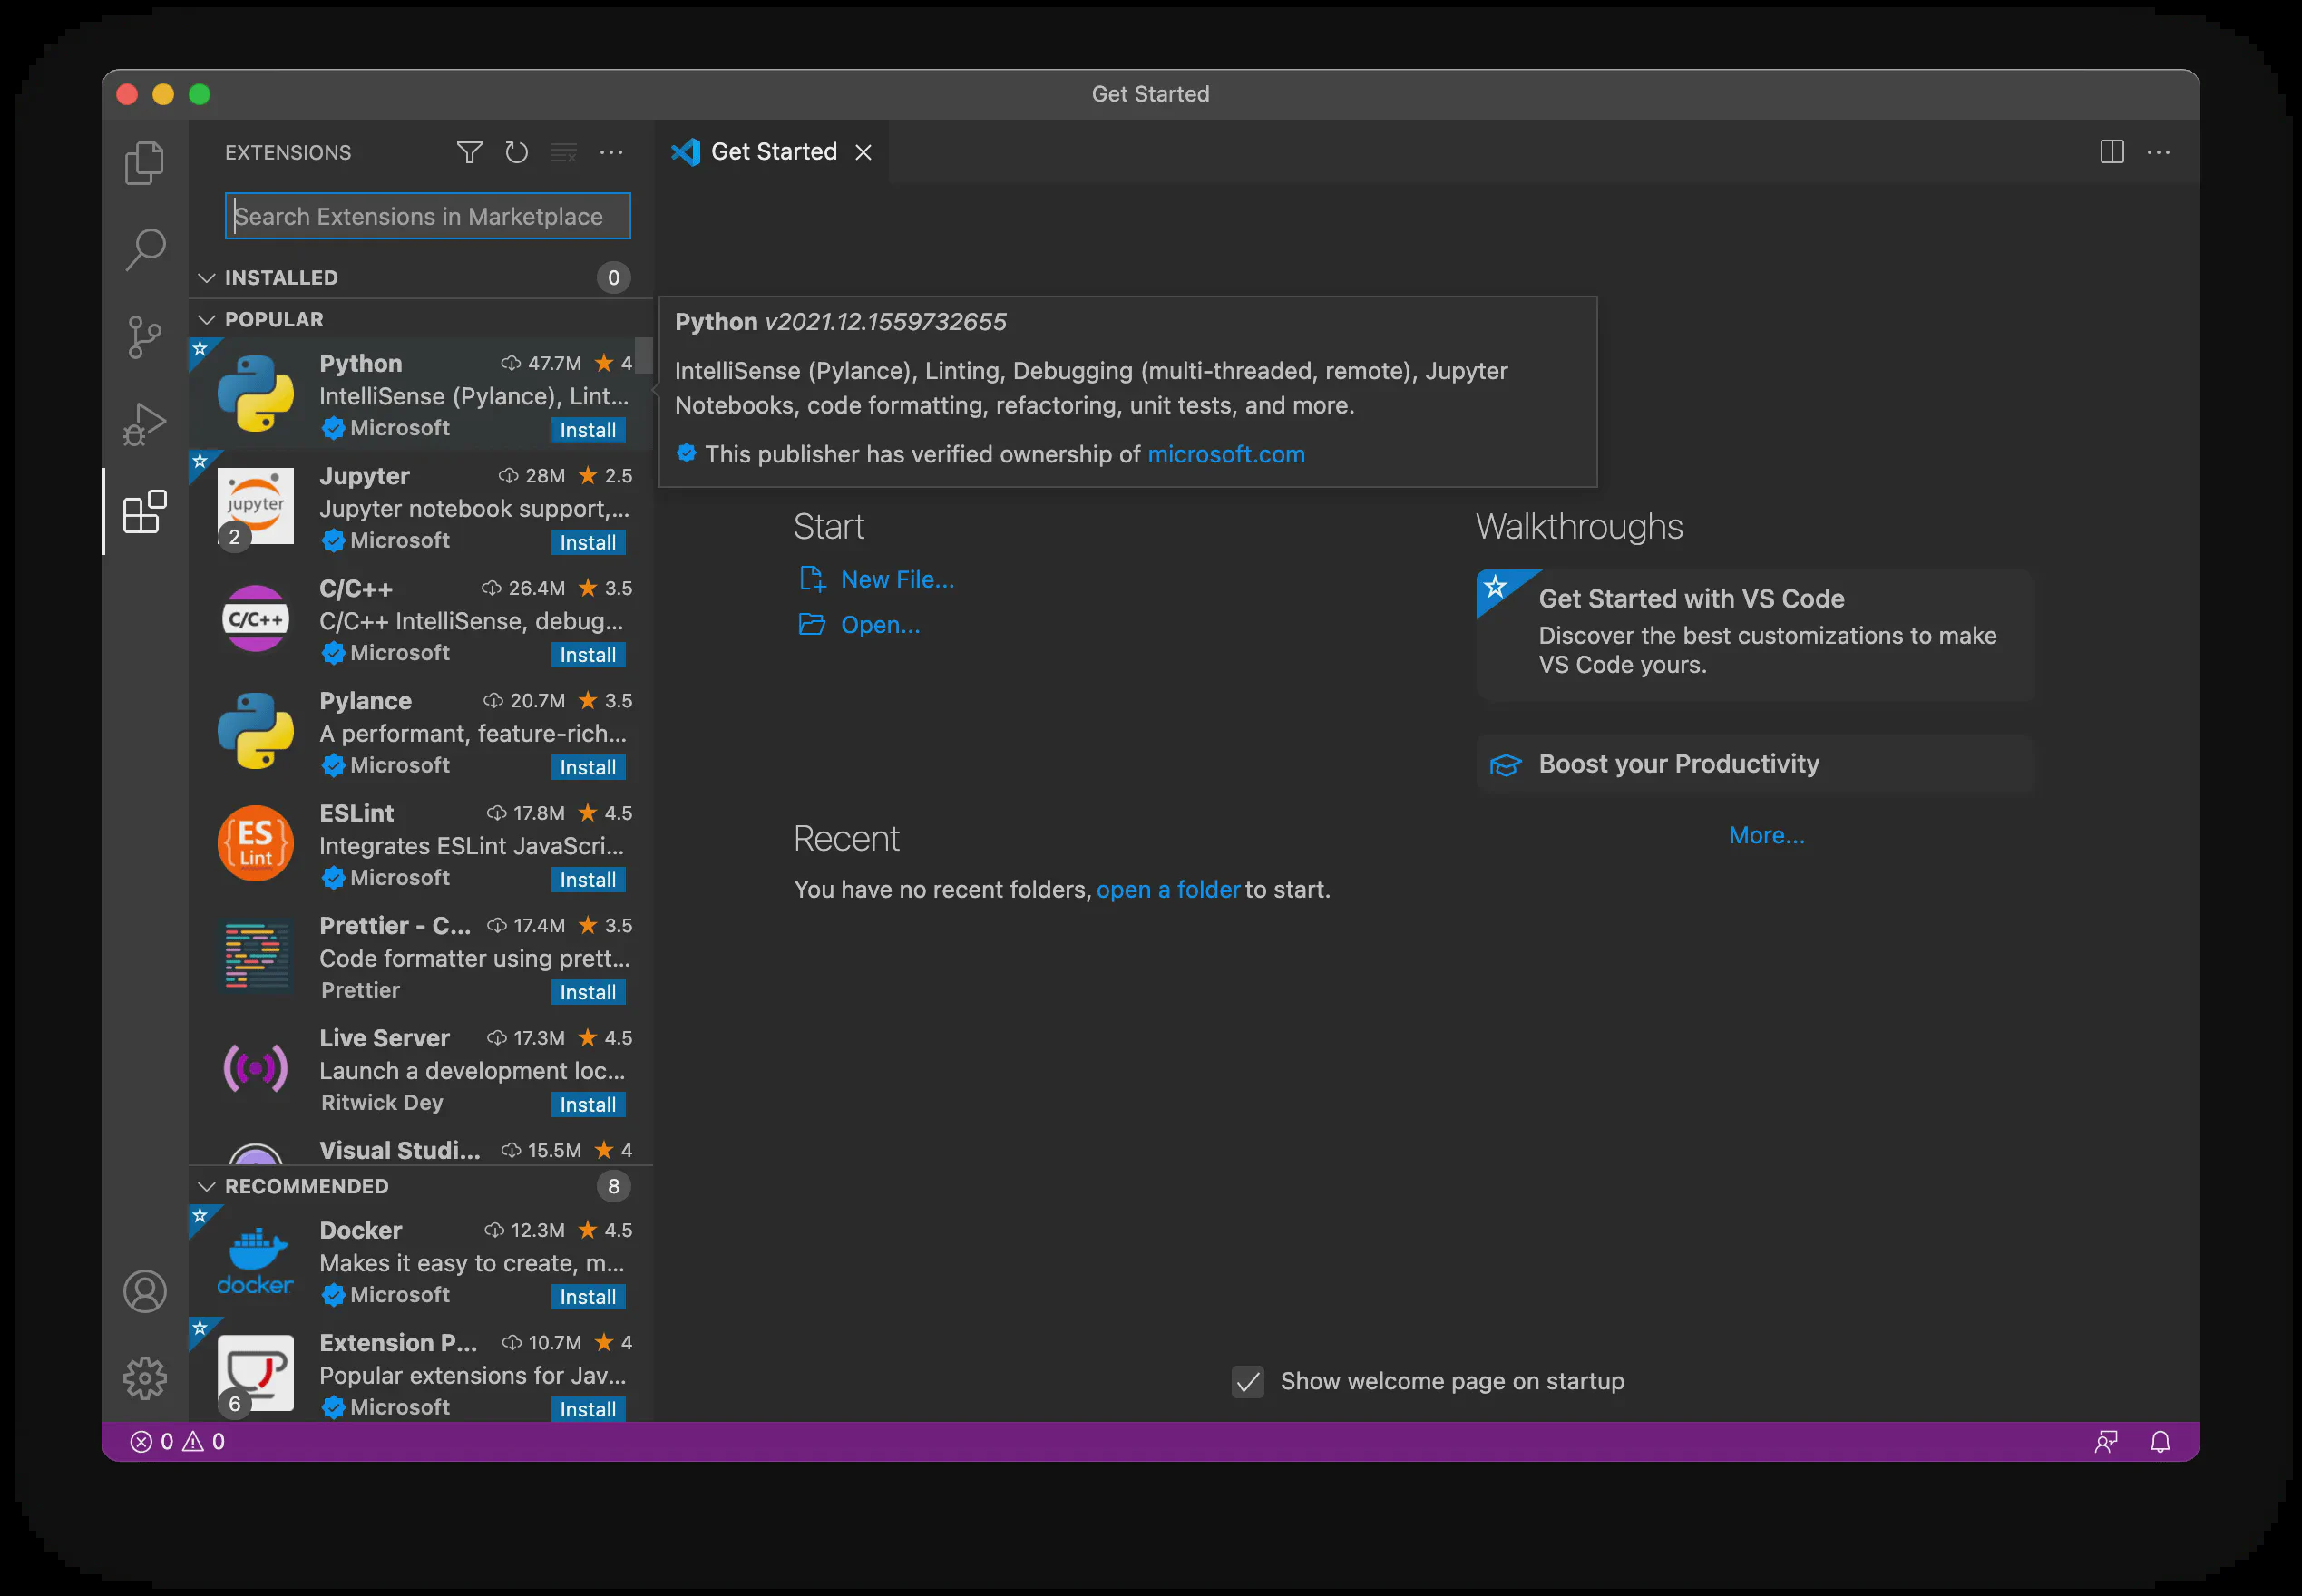 Get Started
EXTENSIONS
Get Started
Search Extensions in Marketplace
INSTALLED 0
POPULAR
Python 47.7M 4
IntelliSense (Pylance), Lint...
Microsoft Install
Python v2021.12.1559732655
IntelliSense (Pylance), Linting, Debugging (multi-threaded, remote), Jupyter
Notebooks, code formatting, refactoring, unit tests, and more.
This publisher has verified ownership of microsoft.com
jupyter
2
Jupyter 28M 2.5
Jupyter notebook support,...
Microsoft Install
C/C++
C/C++ 26.4M 3.5
C/C++ IntelliSense, debug...
Microsoft Install
Pylance 20.7M 3.5
A performant, feature-rich...
Microsoft Install
{ES}
Lint
ESLint 17.8M 4.5
Integrates ESLint JavaScri...
Microsoft Install
Prettier - C... 17.4M 3.5
Code formatter using prett...
Prettier Install
Live Server 17.3M 4.5
Launch a development loc...
Ritwick Dey Install
Visual Studi... 15.5M 4
RECOMMENDED 8
docker
Docker 12.3M 4.5
Makes it easy to create, m...
Microsoft Install
6
Extension P... 10.7M 4
Popular extensions for Jav...
Microsoft Install
Start
New File...
Open...
Recent
You have no recent folders, open a folder to start.
Walkthroughs
Get Started with VS Code
Discover the best customizations to make
VS Code yours.
Boost your Productivity
More...
Show welcome page on startup
0 0